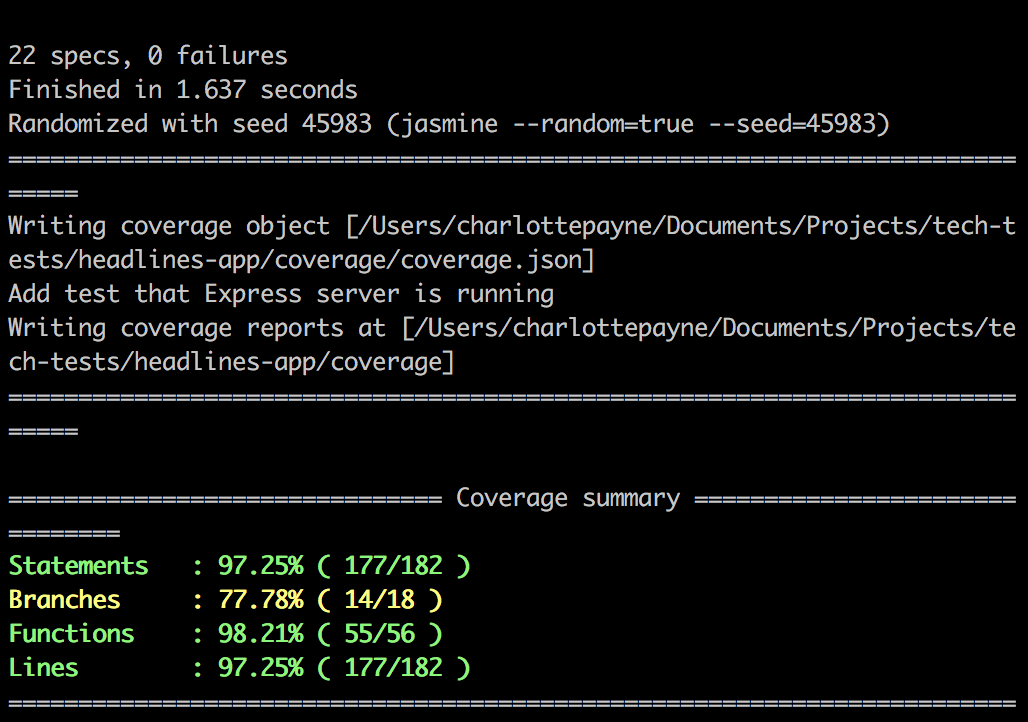 22 specs, 0 failures
Finished in 1.637 seconds
Randomized with seed 45983 (jasmine --random=true --seed=45983)
========================================================================
=====
Writing coverage object [/Users/charlottepayne/Documents/Projects/tech-t
ests/headlines-app/coverage/coverage.json]
Add test that Express server is running
Writing coverage reports at [/Users/charlottepayne/Documents/Projects/te
ch-tests/headlines-app/coverage]
========================================================================
=====
=============================== Coverage summary =======================
========
Statements   : 97.25% ( 177/182 )
Branches     : 77.78% ( 14/18 )
Functions    : 98.21% ( 55/56 )
Lines        : 97.25% ( 177/182 )
========================================================================